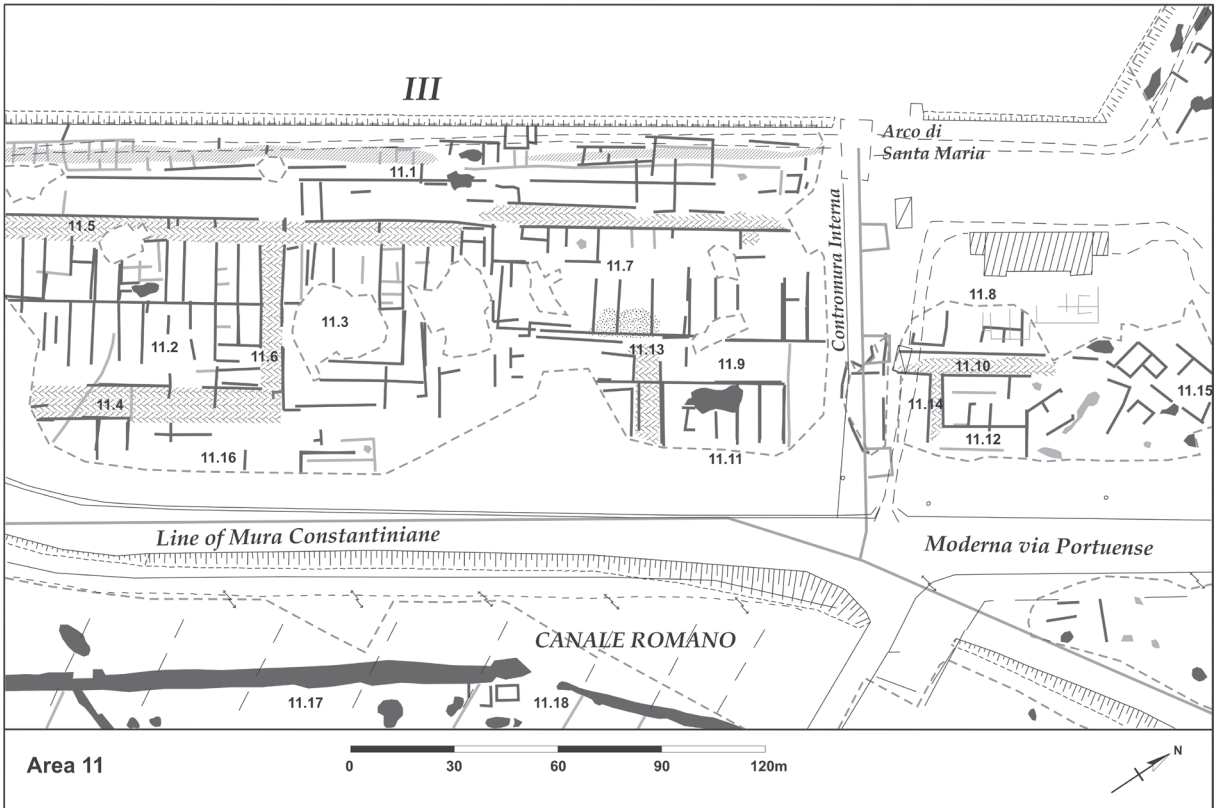 III
Arco di
Santa Maria
11.1
11.5
Contromura Interna
11.7
11.8
11.3
11.2
11.6
11.13
11.9
11.10
11.15
11.4
11.14
11.12
11.16
11.11
Line of Mura Constantiniane
Moderna via Portuense
CANALE ROMANO
11.17
11.18
Area 11
0 30 60 90 120m
N